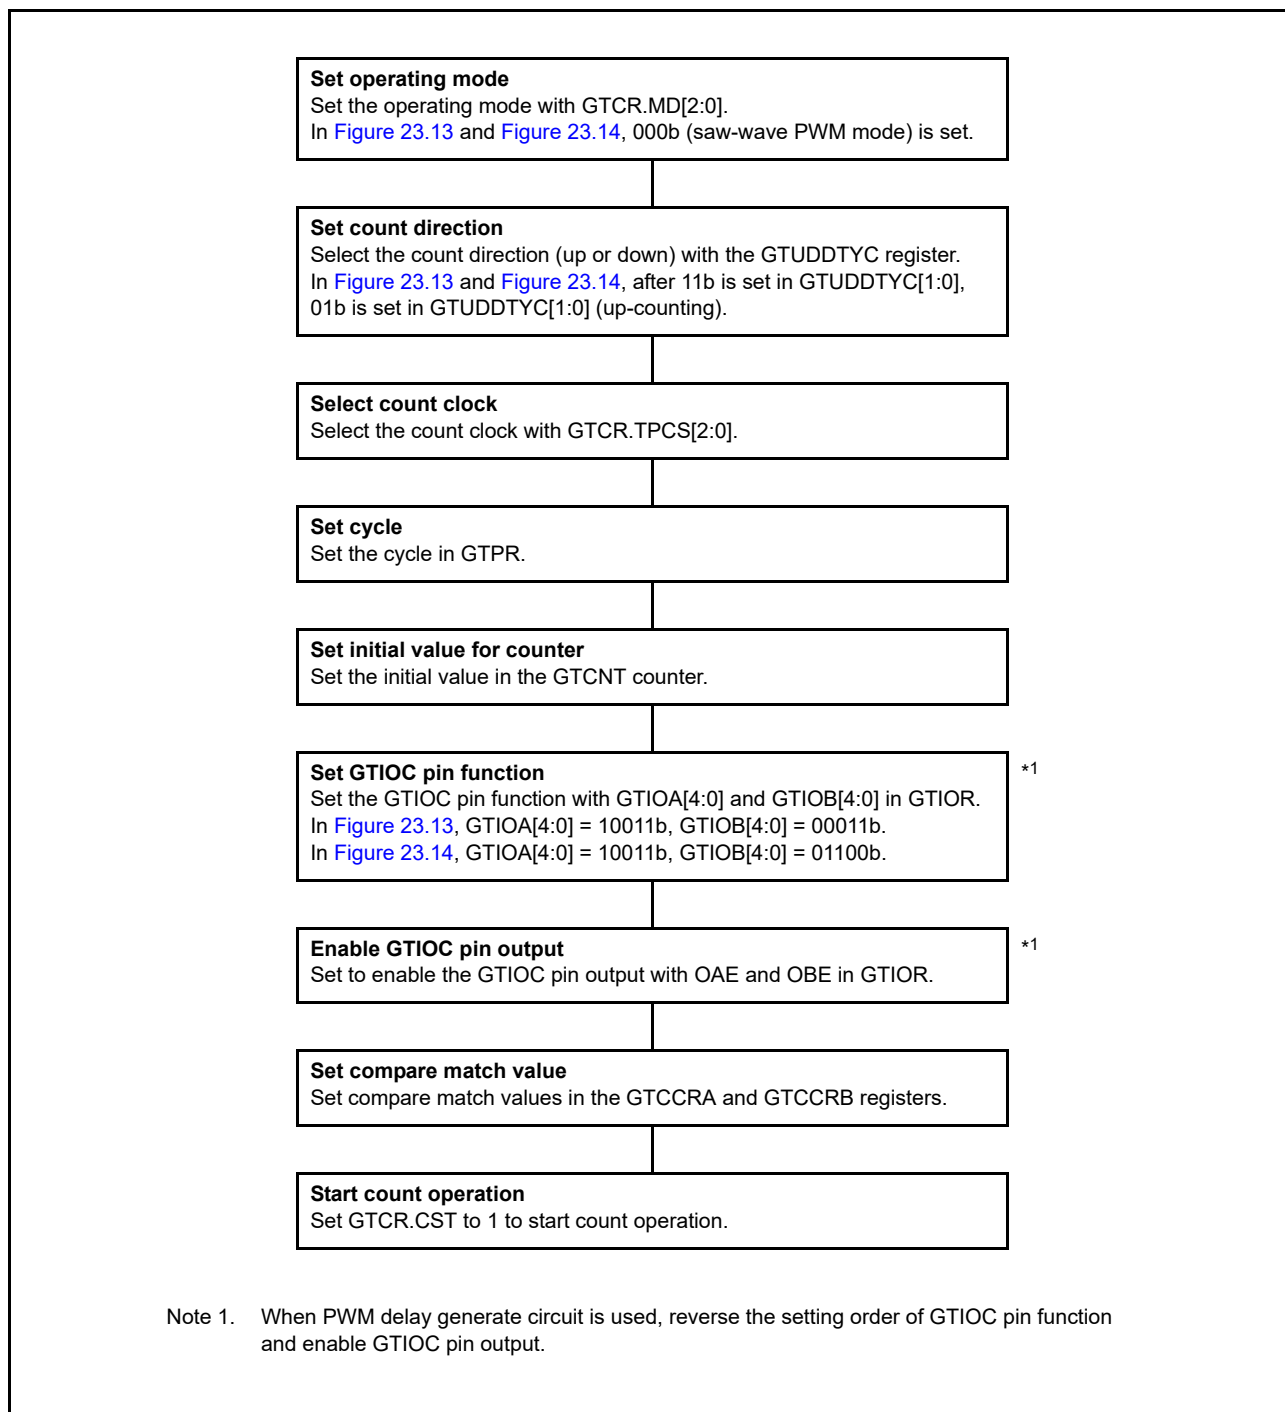 Set operating mode
Set the operating mode with GTCR.MD[2:0].
In Figure 23.13 and Figure 23.14, 000b (saw-wave PWM mode) is set.
Set count direction
Select the count direction (up or down) with the GTUDDTYC register.
In Figure 23.13 and Figure 23.14, after 11b is set in GTUDDTYC[1:0],
01b is set in GTUDDTYC[1:0] (up-counting).
Select count clock
Select the count clock with GTCR.TPCS[2:0].
Set cycle
Set the cycle in GTPR.
Set initial value for counter
Set the initial value in the GTCNT counter.
Set GTIOC pin function *1
Set the GTIOC pin function with GTIOA[4:0] and GTIOB[4:0] in GTIOR.
In Figure 23.13, GTIOA[4:0] = 10011b, GTIOB[4:0] = 00011b.
In Figure 23.14, GTIOA[4:0] = 10011b, GTIOB[4:0] = 01100b.
Enable GTIOC pin output *1
Set to enable the GTIOC pin output with OAE and OBE in GTIOR.
Set compare match value
Set compare match values in the GTCCRA and GTCCRB registers.
Start count operation
Set GTCR.CST to 1 to start count operation.
Note 1. When PWM delay generate circuit is used, reverse the setting order of GTIOC pin function
and enable GTIOC pin output.